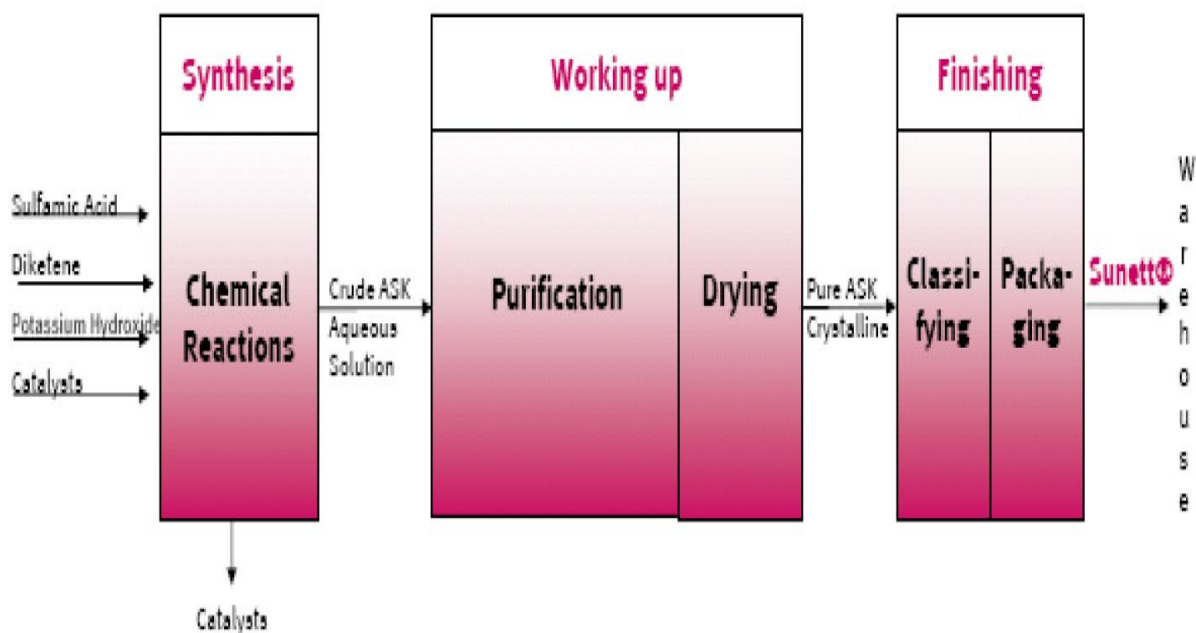 Synthesis
Working up
Finishing
Sulfamic Acid
Diketene
Potassium Hydroxide
Catalysts
Chemical
Reactions
Crude ASK
Aqueous
Solution
Purification
Drying
Pure ASK
Crystalline
Classi-
fying
Packa-
ging
Sunett®
Warehouse
Catalysts